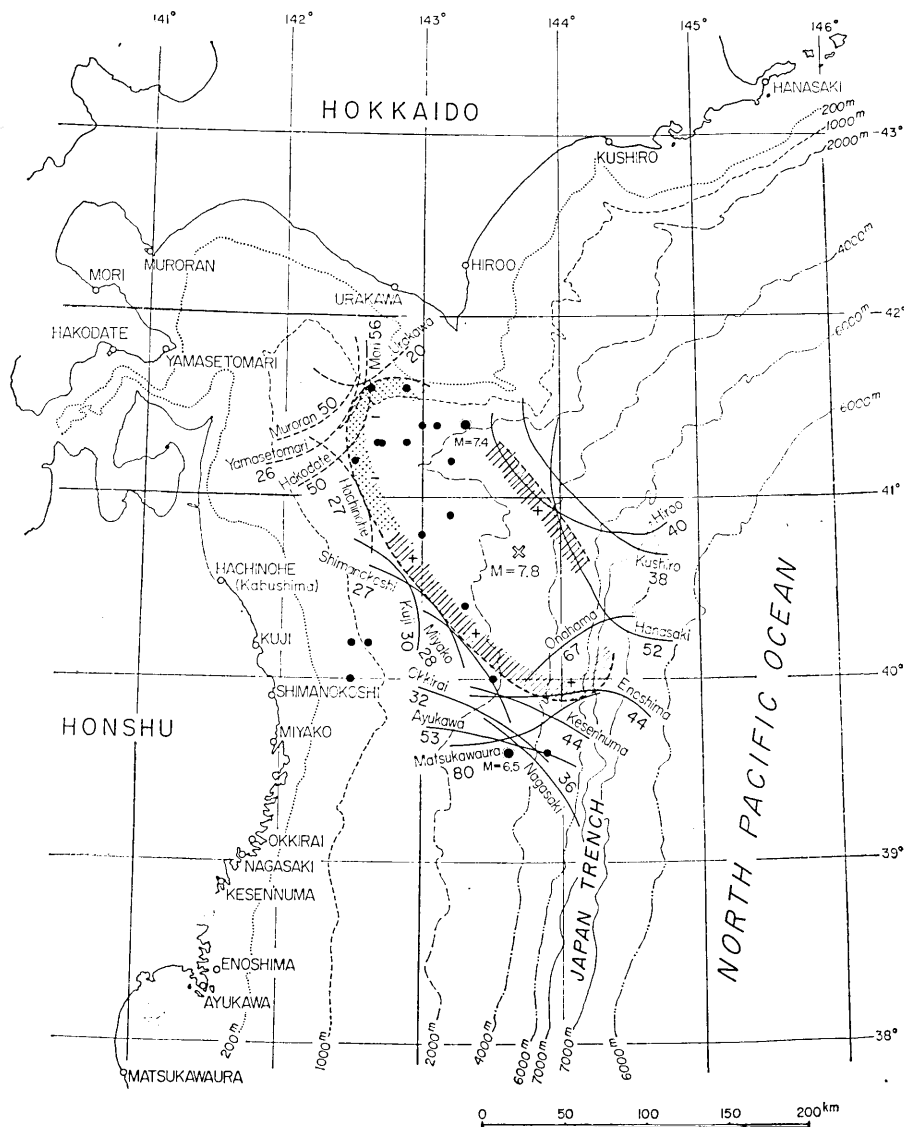 141° 142° 143° 144° 145° 146°
HANASAKI
HOKKAIDO
200m
1000m
2000m
43°
KUSHIRO
4000m
MURORAN
HIROO
MORI
URAKAWA
6000m
42°
HAKODATE
YAMASETOMARI
Mori 56
Urakawa 20
6000m
Muroran 50
M=7.4
Yamasetomari 26
Hakodate 50
Hachinohe 27
41°
Hiroo 40
Shimanokoshi 27
M=7.8
Kushiro 38
HACHINOHE
(Kabushima)
Kuji 30
Miyako 28
Onahama 67
Hanasaki 52
KUJI
40°
Okkirai 32
Enoshima 44
SHIMANOKOSHI
HONSHU
Ayukawa 53
Kesennuma 44
MIYAKO
Matsukawaura 80
M=6.5
Nagasaki 36
JAPAN TRENCH
NORTH PACIFIC OCEAN
OKKIRAI
39°
NAGASAKI
KESENNUMA
ENOSHIMA
AYUKAWA
200m
1000m
2000m
4000m
6000m
7000m
7000m
6000m
38°
MATSUKAWAURA
0 50 100 150 200km